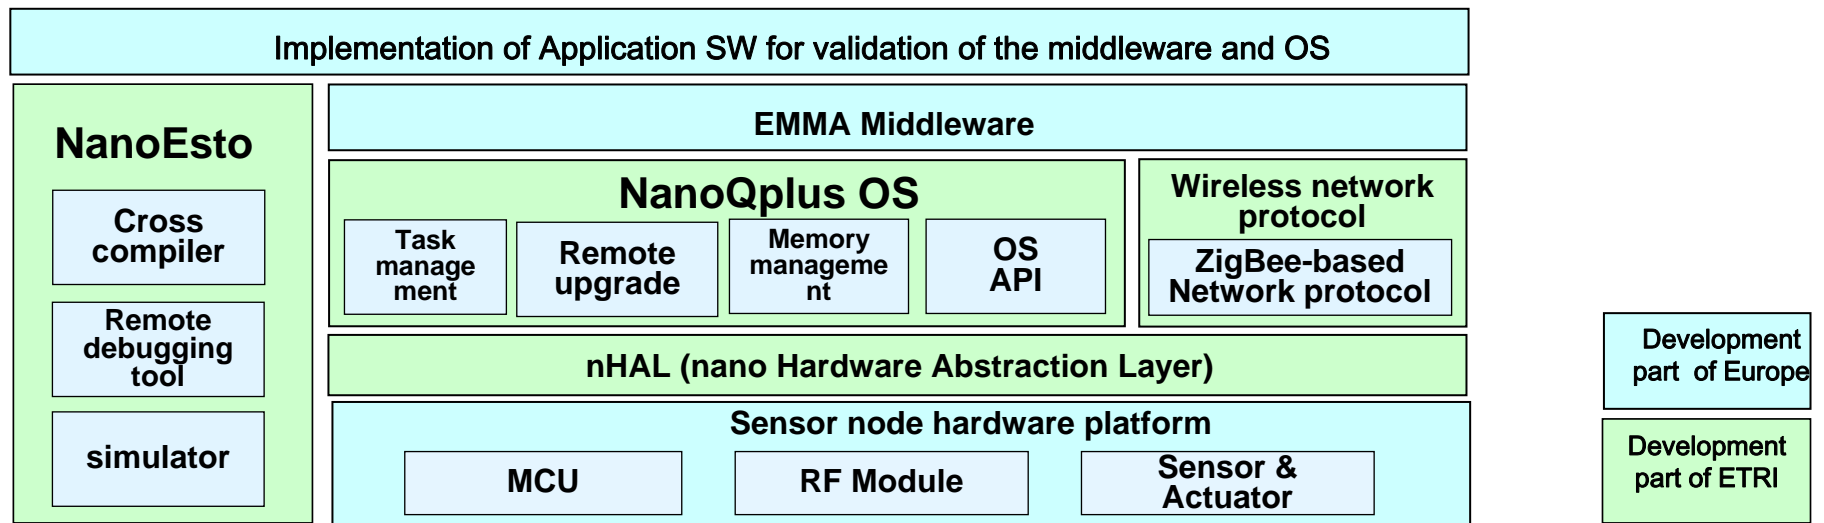 Implementation of Application SW for validation of the middleware and OS
NanoEsto
Cross
compiler
Remote
debugging
tool
simulator
EMMA Middleware
NanoQplus OS
Task
manage
ment
Remote
upgrade
Memory
manageme
nt
OS
API
Wireless network
protocol
ZigBee-based
Network protocol
nHAL (nano Hardware Abstraction Layer)
Sensor node hardware platform
MCU
RF Module
Sensor &
Actuator
Development
part of Europe
Development
part of ETRI